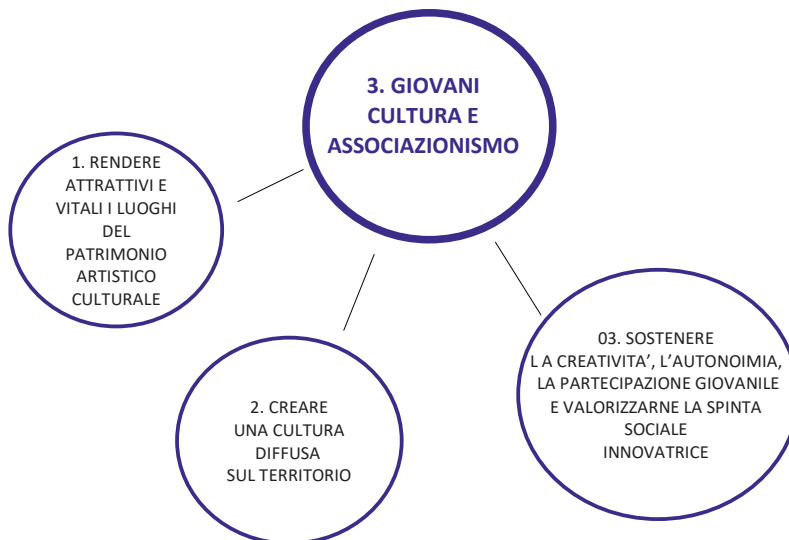 3. GIOVANI
CULTURA E
ASSOCIAZIONISMO
1. RENDERE
ATTRATTIVI E
VITALI I LUOGHI
DEL
PATRIMONIO
ARTISTICO
CULTURALE
2. CREARE
UNA CULTURA
DIFFUSA
SUL TERRITORIO
03. SOSTENERE
L A CREATIVITA’, L’AUTONOIMIA,
LA PARTECIPAZIONE GIOVANILE
E VALORIZZARNE LA SPINTA
SOCIALE
INNOVATRICE